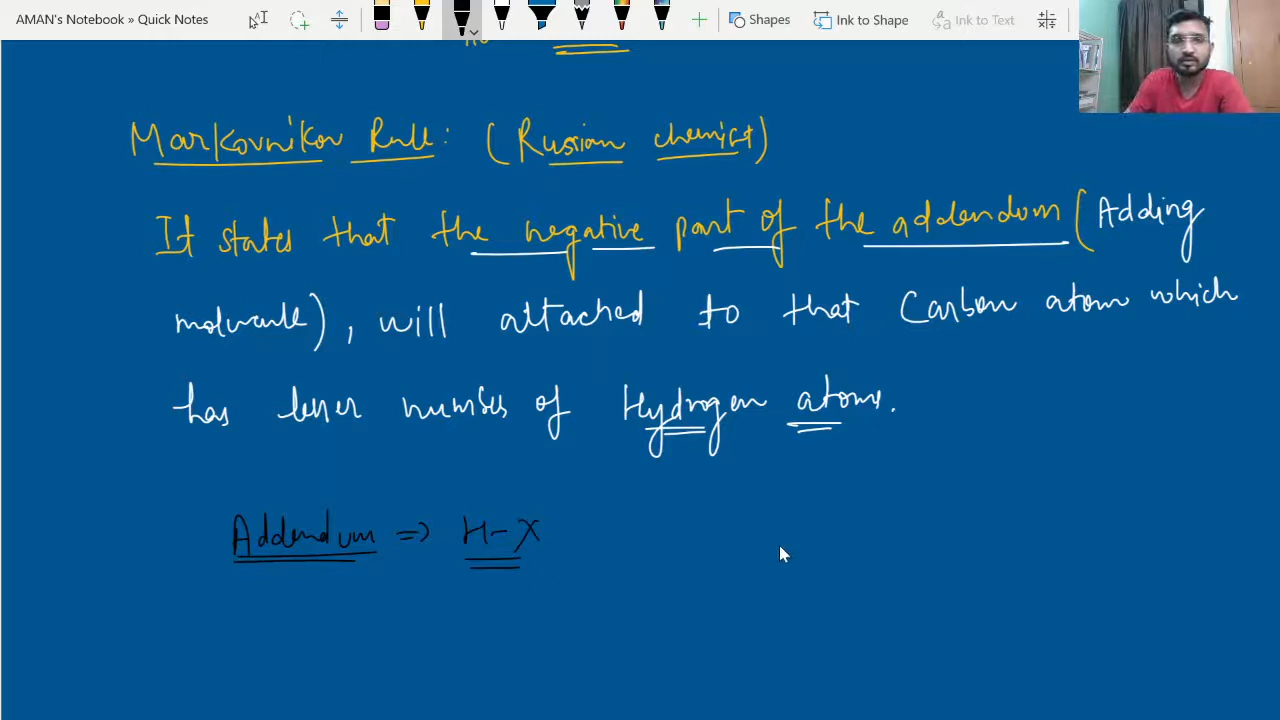 AMAN's Notebook » Quick Notes
Shapes
Ink to Shape
Ink to Text
Markovnikov Rule: (Russian chemist)
It states that the negative part of the addendum (Adding
molecule), will attached to that Carbon atom which
has lesser number of Hydrogen atoms.
Addendum => H-X